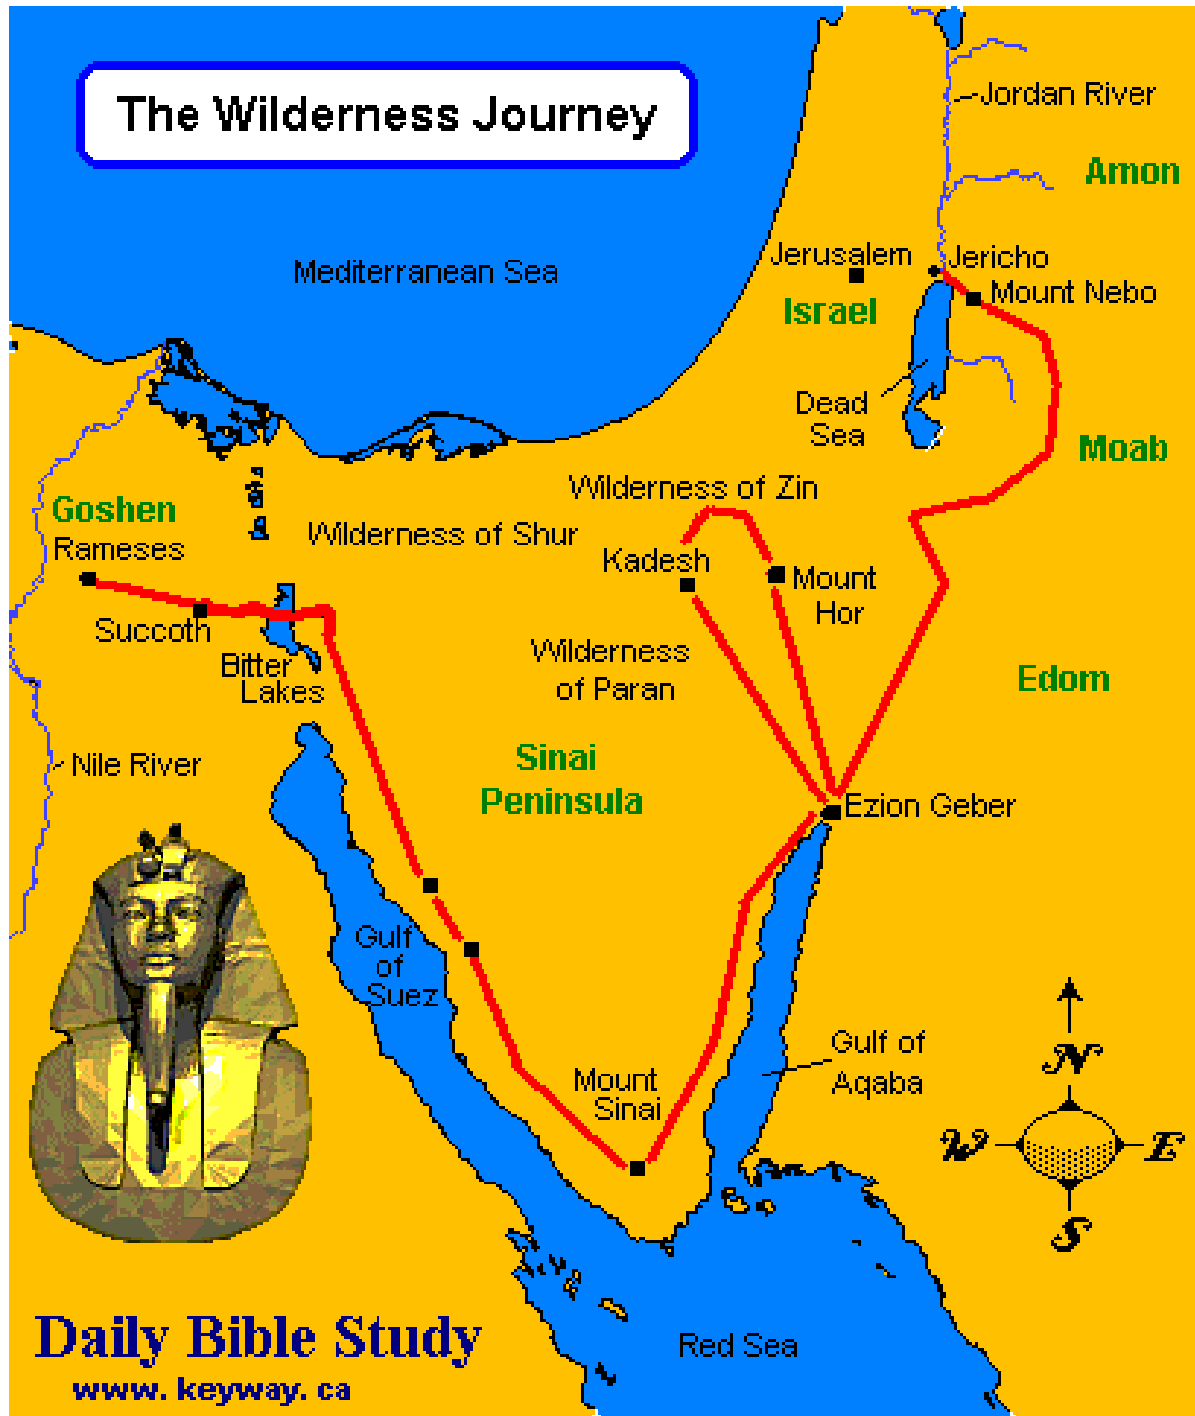 The Wilderness Journey
Jordan River
Amon
Mediterranean Sea
Jerusalem
Jericho
Mount Nebo
Israel
Dead
Sea
Moab
Wilderness of Zin
Goshen
Rameses
Wilderness of Shur
Kadesh
Mount
Hor
Succoth
Bitter
Lakes
Wilderness
of Paran
Edom
Nile River
Sinai
Peninsula
Ezion Geber
Gulf
of
Suez
Gulf of
Aqaba
Mount
Sinai
N
W
E
S
Red Sea
Daily Bible Study
www.keyway.ca